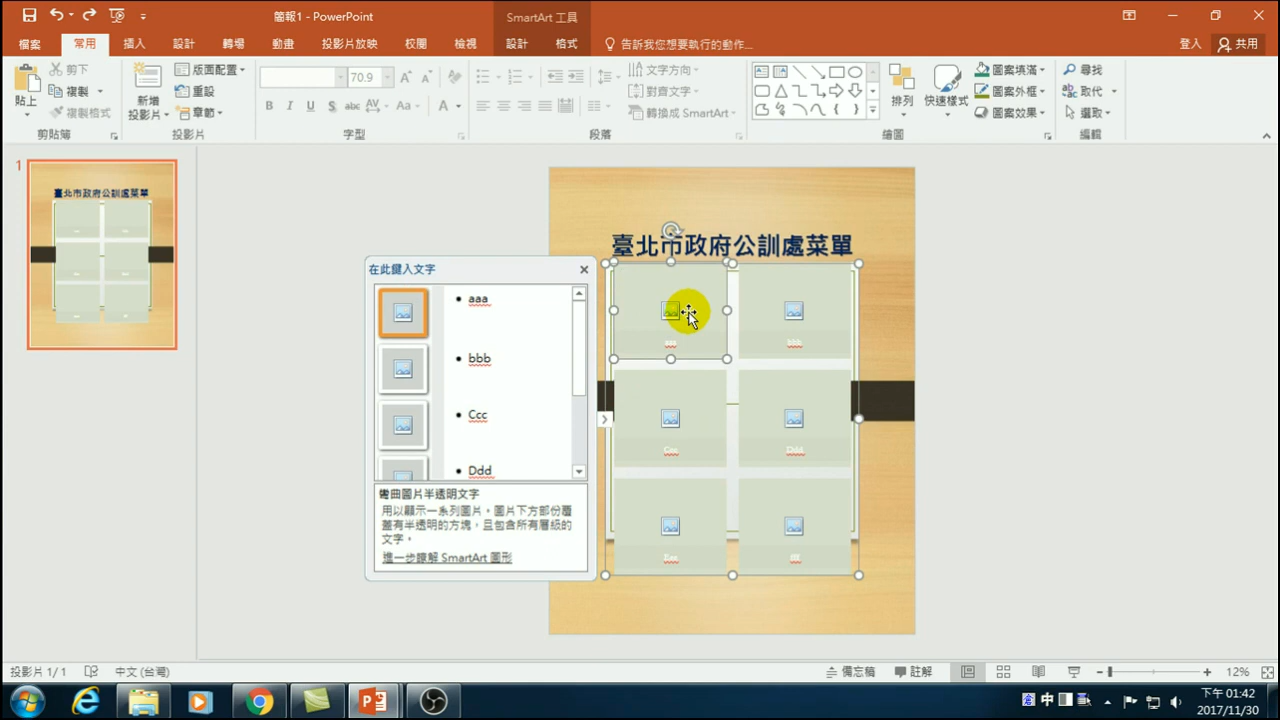 簡報1 - PowerPoint
SmartArt 工具
檔案
常用
插入
設計
轉場
動畫
投影片放映
校閱
檢視
設計
格式
告訴我您想要執行的動作...
登入
共用
貼上
剪下
複製
複製格式
剪貼簿
新增
投影片
版面配置
重設
章節
投影片
70.9
字型
文字方向
對齊文字
轉換成 SmartArt
段落
排列
快速樣式
圖案填滿
圖案外框
圖案效果
繪圖
尋找
取代
選取
編輯
1
臺北市政府公訓處菜單
臺北市政府公訓處菜單
在此鍵入文字
aaa
bbb
Ccc
Ddd
彎曲圖片半透明文字
用以顯示一系列圖片。圖片下方部份覆
蓋有半透明的方塊，且包含所有層級的
文字。
進一步瞭解 SmartArt 圖形
aaa
bbb
Ccc
Ddd
投影片 1/1
中文 (台灣)
備忘稿
註解
12%
中
下午 01:42
2017/11/30